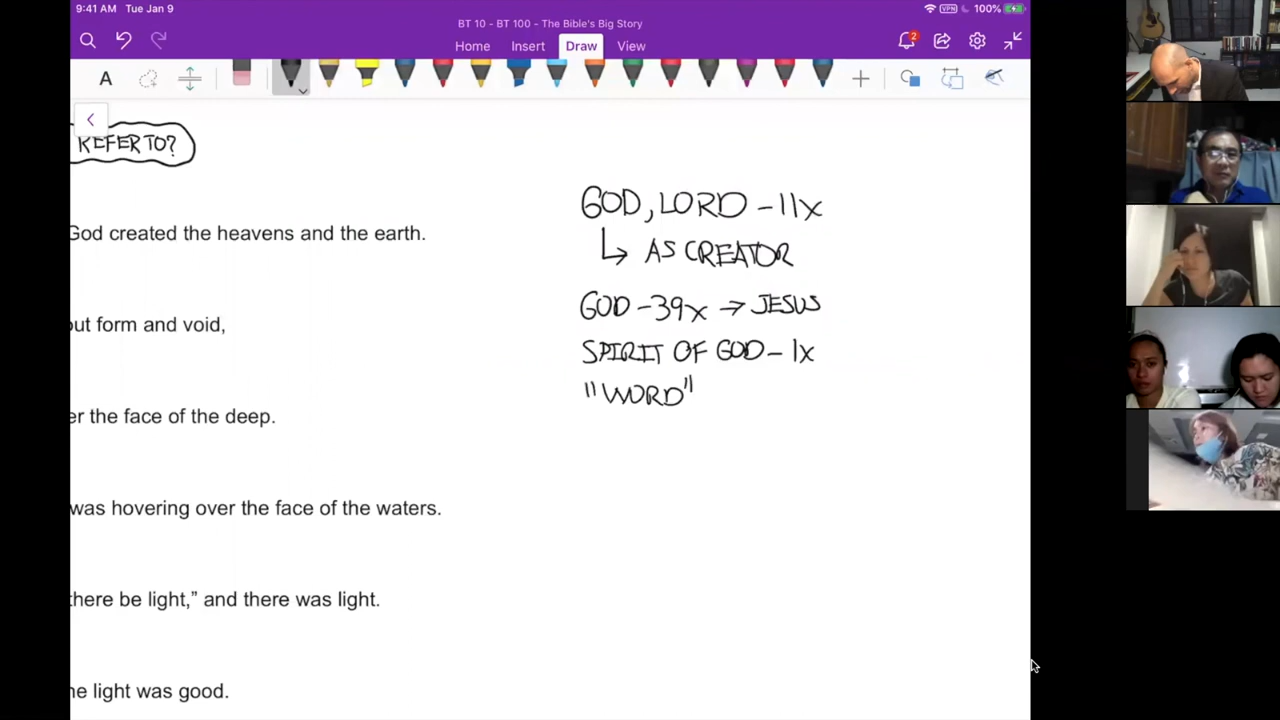 9:41 AM Tue Jan 9
VPN 100%
BT 10 - BT 100 - The Bible's Big Story
Home Insert Draw View
2
A
REFER TO?
GOD, LORD - 11x
God created the heavens and the earth.
↳ AS CREATOR
GOD - 39x → JESUS
out form and void,
SPIRIT OF GOD - 1x
"WORD"
er the face of the deep.
was hovering over the face of the waters.
there be light,” and there was light.
he light was good.